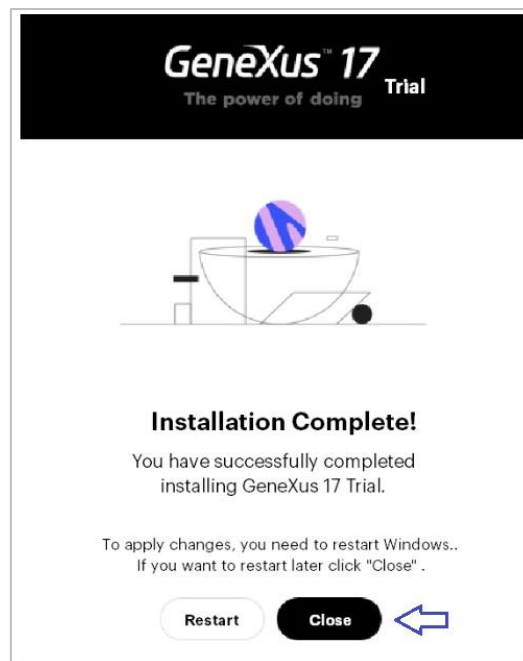 GeneXus™ 17
Trial
The power of doing
Installation Complete!
You have successfully completed
installing GeneXus 17 Trial.
To apply changes, you need to restart Windows..
If you want to restart later click "Close" .
Restart
Close